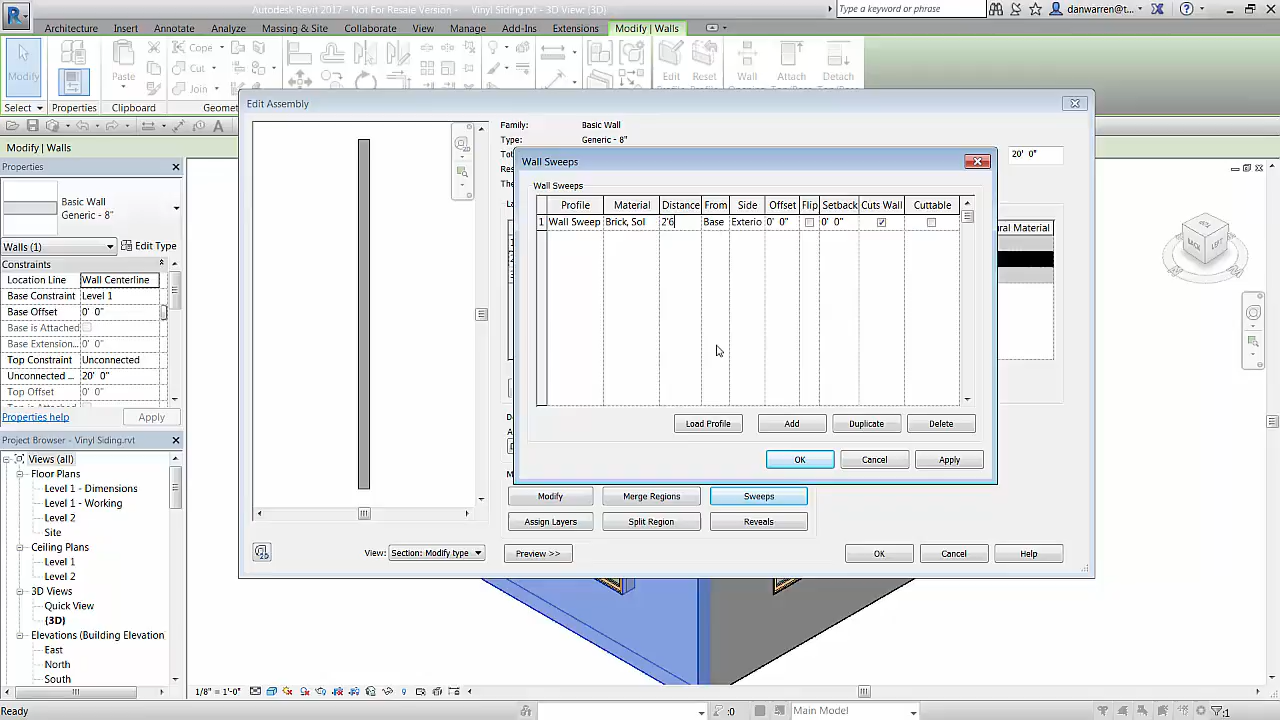 Autodesk Revit 2017 - Not For Resale Version - Vinyl Siding.rvt - 3D View: {3D}
Type a keyword or phrase
danwarren@t...
Architecture Insert Annotate Analyze Massing & Site Collaborate View Manage Add-Ins Extensions Modify | Walls
Modify Paste Cope Cut Join Edit Reset Wall Attach Detach
Select Properties Clipboard
Modify | Walls
Properties
Basic Wall
Generic - 8"
Walls (1) Edit Type
Constraints
Location Line Wall Centerline
Base Constraint Level 1
Base Offset 0' 0"
Base is Attached
Base Extension... 0' 0"
Top Constraint Unconnected
Unconnected ... 20' 0"
Top Offset 0' 0"
Properties help Apply
Project Browser - Vinyl Siding.rvt
Views (all)
Floor Plans
Level 1 - Dimensions
Level 1 - Working
Level 2
Site
Ceiling Plans
Level 1
Level 2
3D Views
Quick View
{3D}
Elevations (Building Elevation
East
North
South
Edit Assembly
Family: Basic Wall
Type: Generic - 8"
20' 0"
Wall Sweeps
Wall Sweeps
Profile Material Distance From Side Offset Flip Setback Cuts Wall Cuttable
1 Wall Sweep Brick, Sol 2'6 Base Exterio 0' 0" 0' 0"
Load Profile Add Duplicate Delete
OK Cancel Apply
ural Material
Modify Merge Regions Sweeps
Assign Layers Split Region Reveals
View: Section: Modify type Preview >> OK Cancel Help
BACK LEFT
1/8" = 1'-0"
Ready
:0 Main Model :1